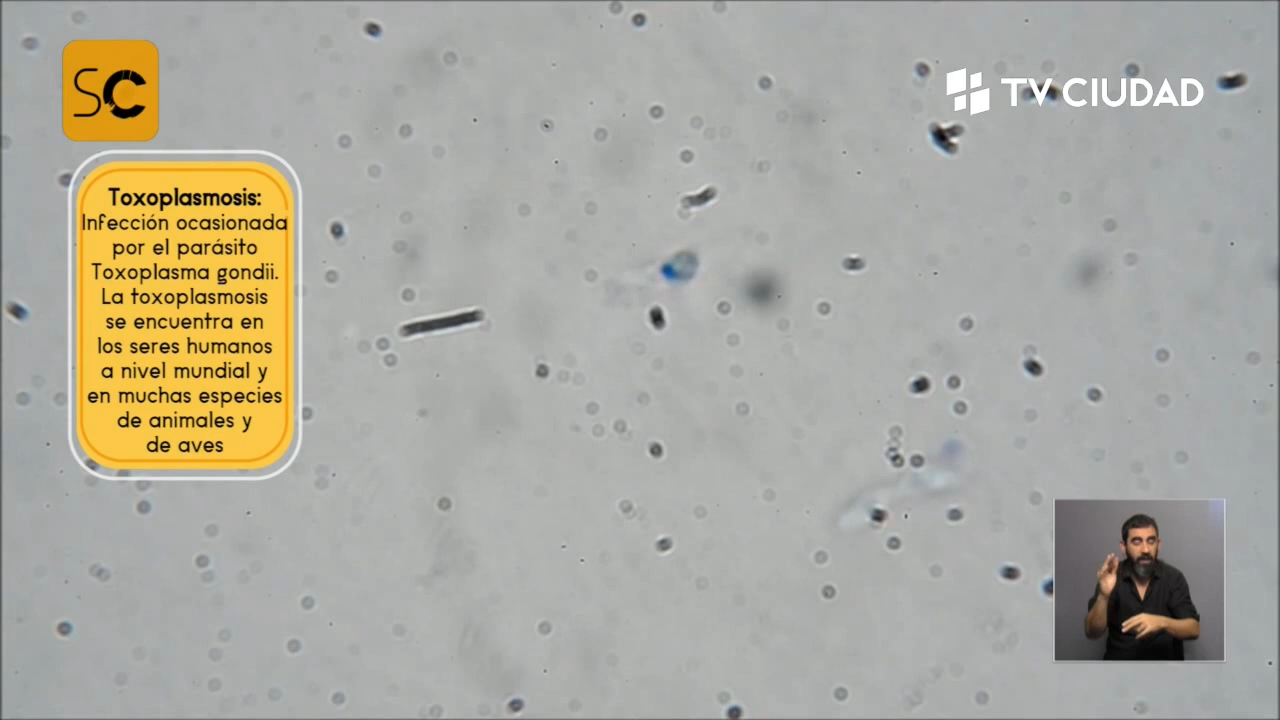 SC
TV CIUDAD
Toxoplasmosis:
Infección ocasionada
por el parásito
Toxoplasma gondii.
La toxoplasmosis
se encuentra en
los seres humanos
a nivel mundial y
en muchas especies
de animales y
de aves